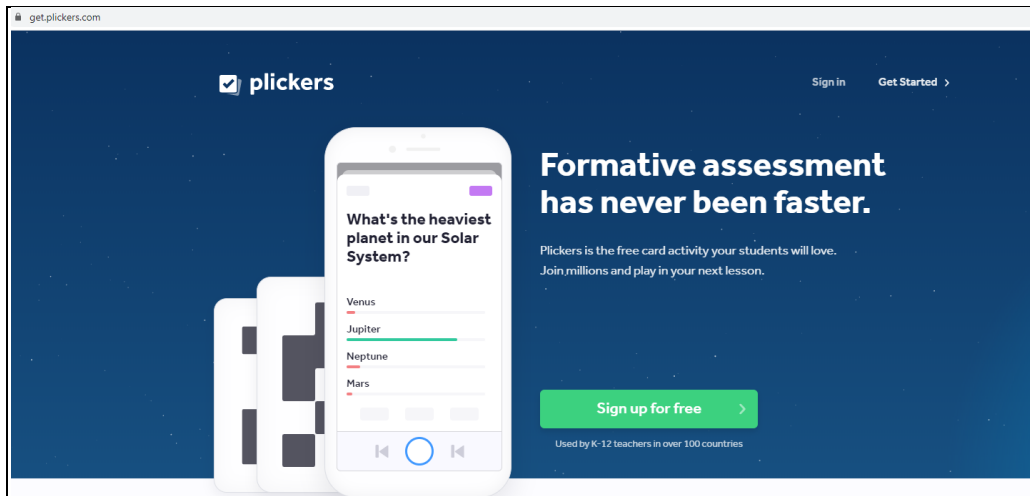 get.plickers.com
plickers
Sign in
Get Started
Formative assessment
has never been faster.
Plickers is the free card activity your students will love.
Join millions and play in your next lesson.
What's the heaviest
planet in our Solar
System?
Venus
Jupiter
Neptune
Mars
Sign up for free
Used by K-12 teachers in over 100 countries